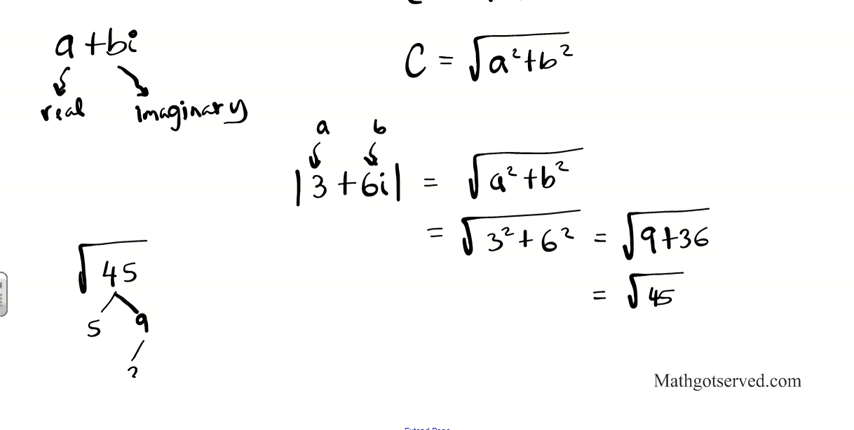 a+bi
real imaginary
C = √a²+b²
a b
|3+6i| = √a²+b²
= √3²+6² = √9+36
= √45
√45
5 9
Mathgotserved.com